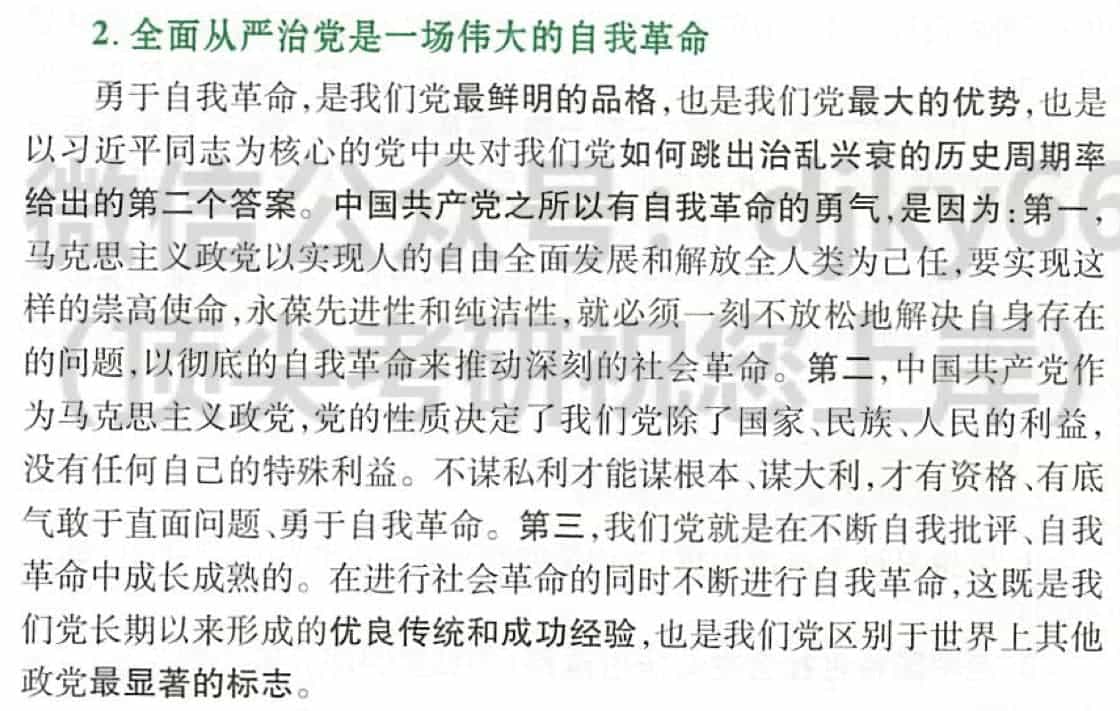 2. 全面从严治党是一场伟大的自我革命
勇于自我革命,是我们党最鲜明的品格,也是我们党最大的优势,也是
以习近平同志为核心的党中央对我们党如何跳出治乱兴衰的历史周期率
给出的第二个答案。中国共产党之所以有自我革命的勇气,是因为:第一,
马克思主义政党以实现人的自由全面发展和解放全人类为己任,要实现这
样的崇高使命,永葆先进性和纯洁性,就必须一刻不放松地解决自身存在
的问题,以彻底的自我革命来推动深刻的社会革命。第二,中国共产党作
为马克思主义政党,党的性质决定了我们党除了国家、民族、人民的利益,
没有任何自己的特殊利益。不谋私利才能谋根本、谋大利,才有资格、有底
气敢于直面问题、勇于自我革命。第三,我们党就是在不断自我批评、自我
革命中成长成熟的。在进行社会革命的同时不断进行自我革命,这既是我
们党长期以来形成的优良传统和成功经验,也是我们党区别于世界上其他
政党最显著的标志。
微信公众号:djky66
(顶尖考研祝您上岸)